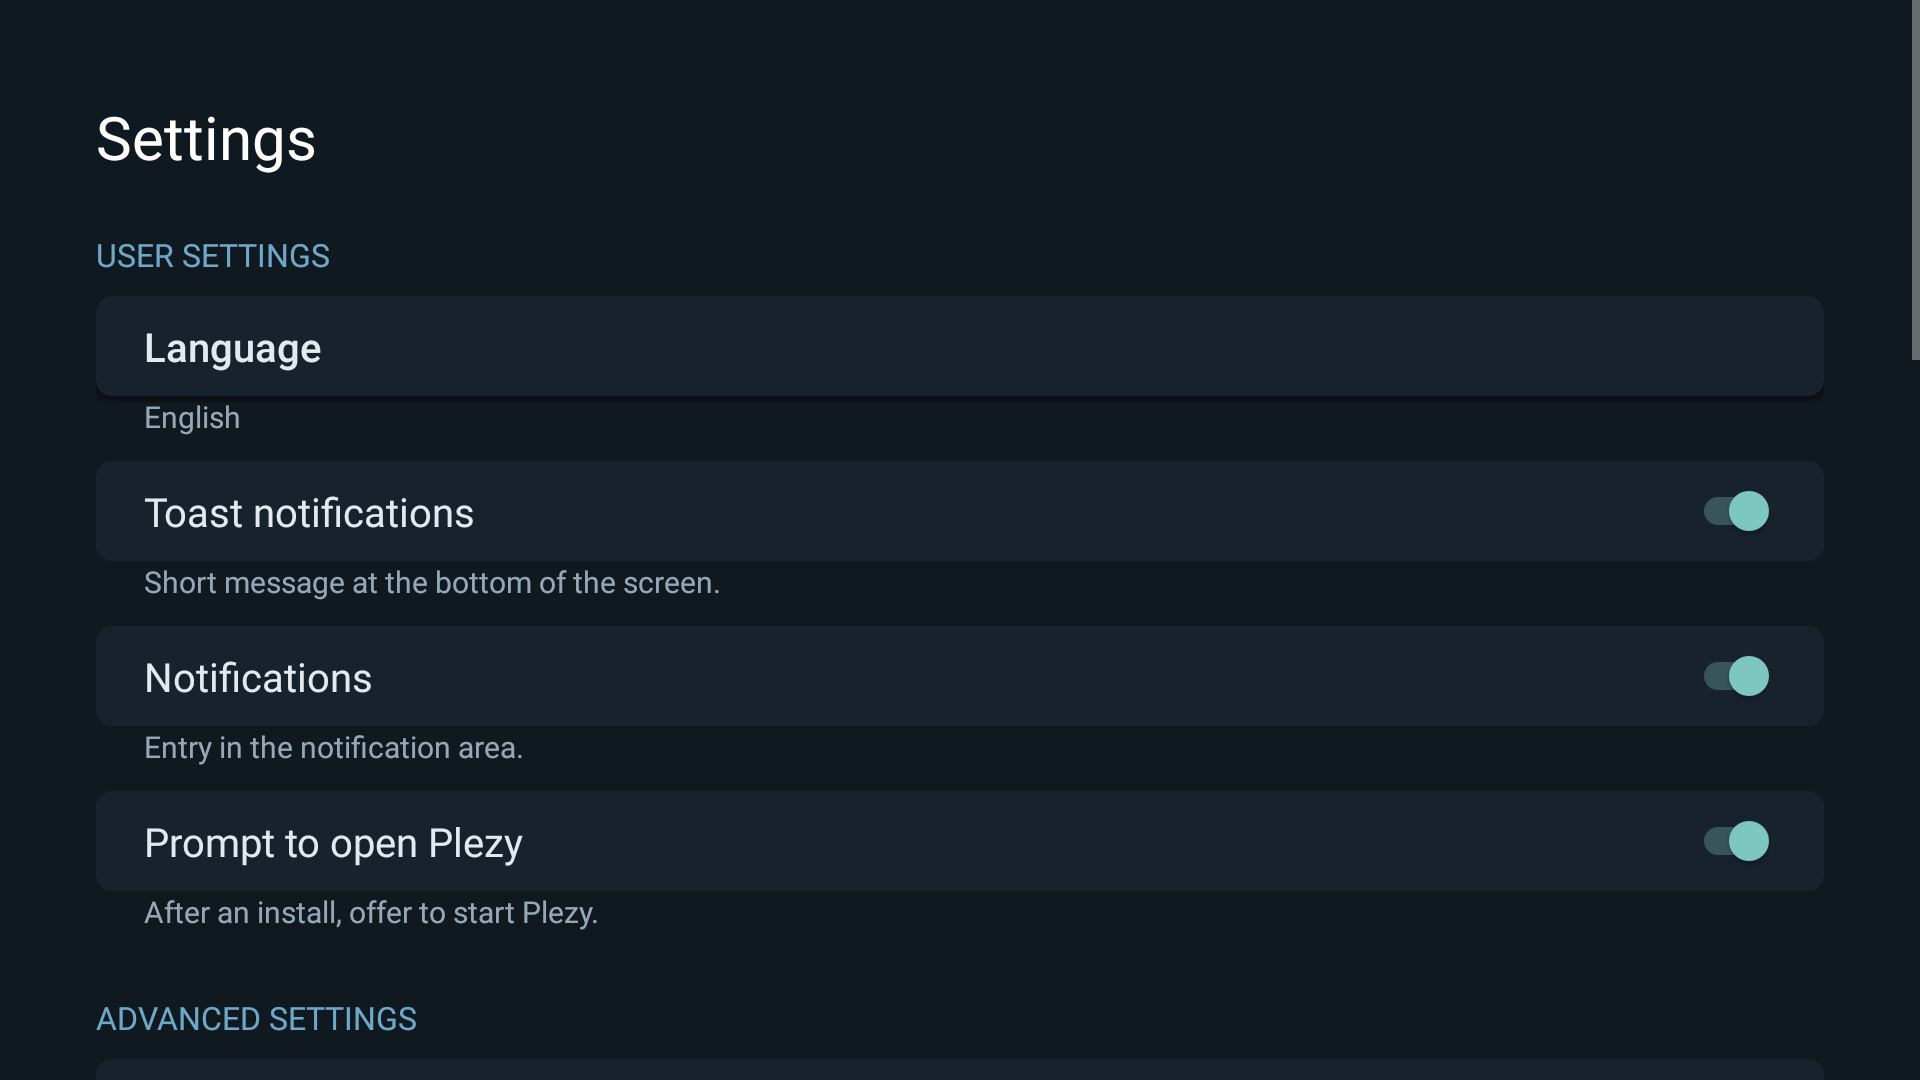 Settings
USER SETTINGS
Language
English
Toast notifications
Short message at the bottom of the screen.
Notifications
Entry in the notification area.
Prompt to open Plezy
After an install, offer to start Plezy.
ADVANCED SETTINGS